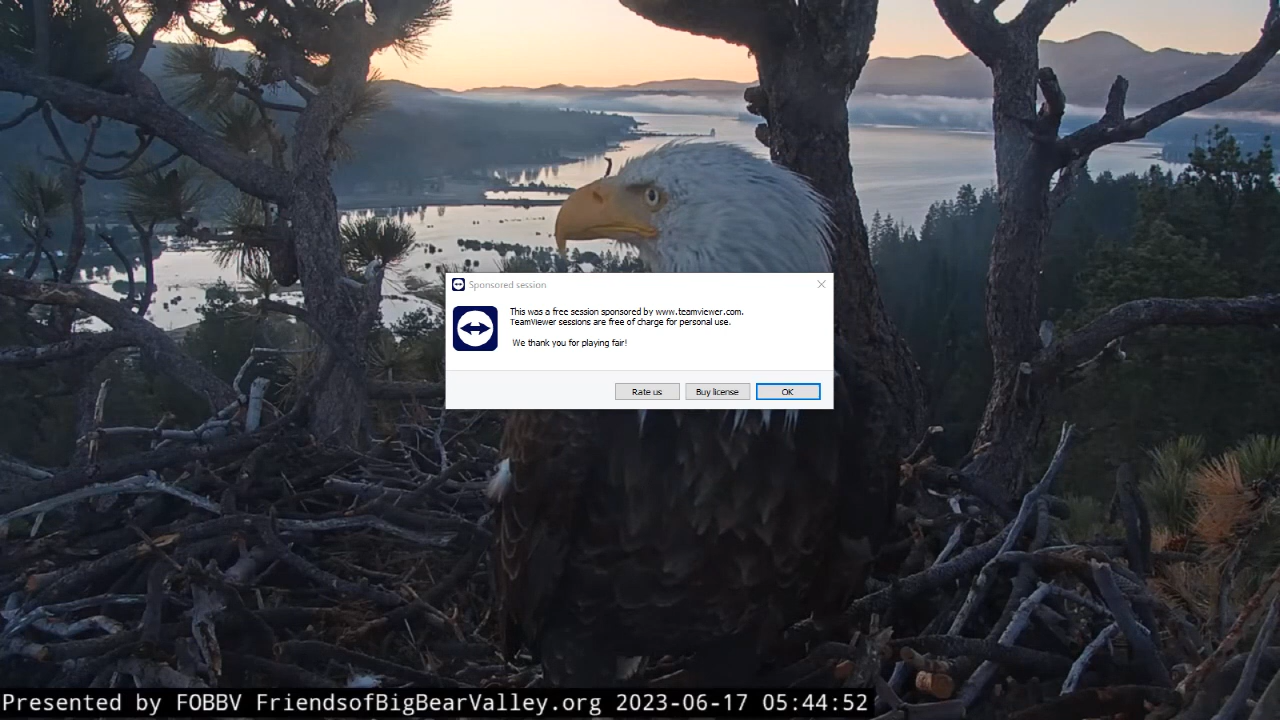 Sponsored session
This was a free session sponsored by www.teamviewer.com.
TeamViewer sessions are free of charge for personal use.
We thank you for playing fair!
Rate us Buy license OK
Presented by FOBBV FriendsofBigBearValley.org 2023-06-17 05:44:52